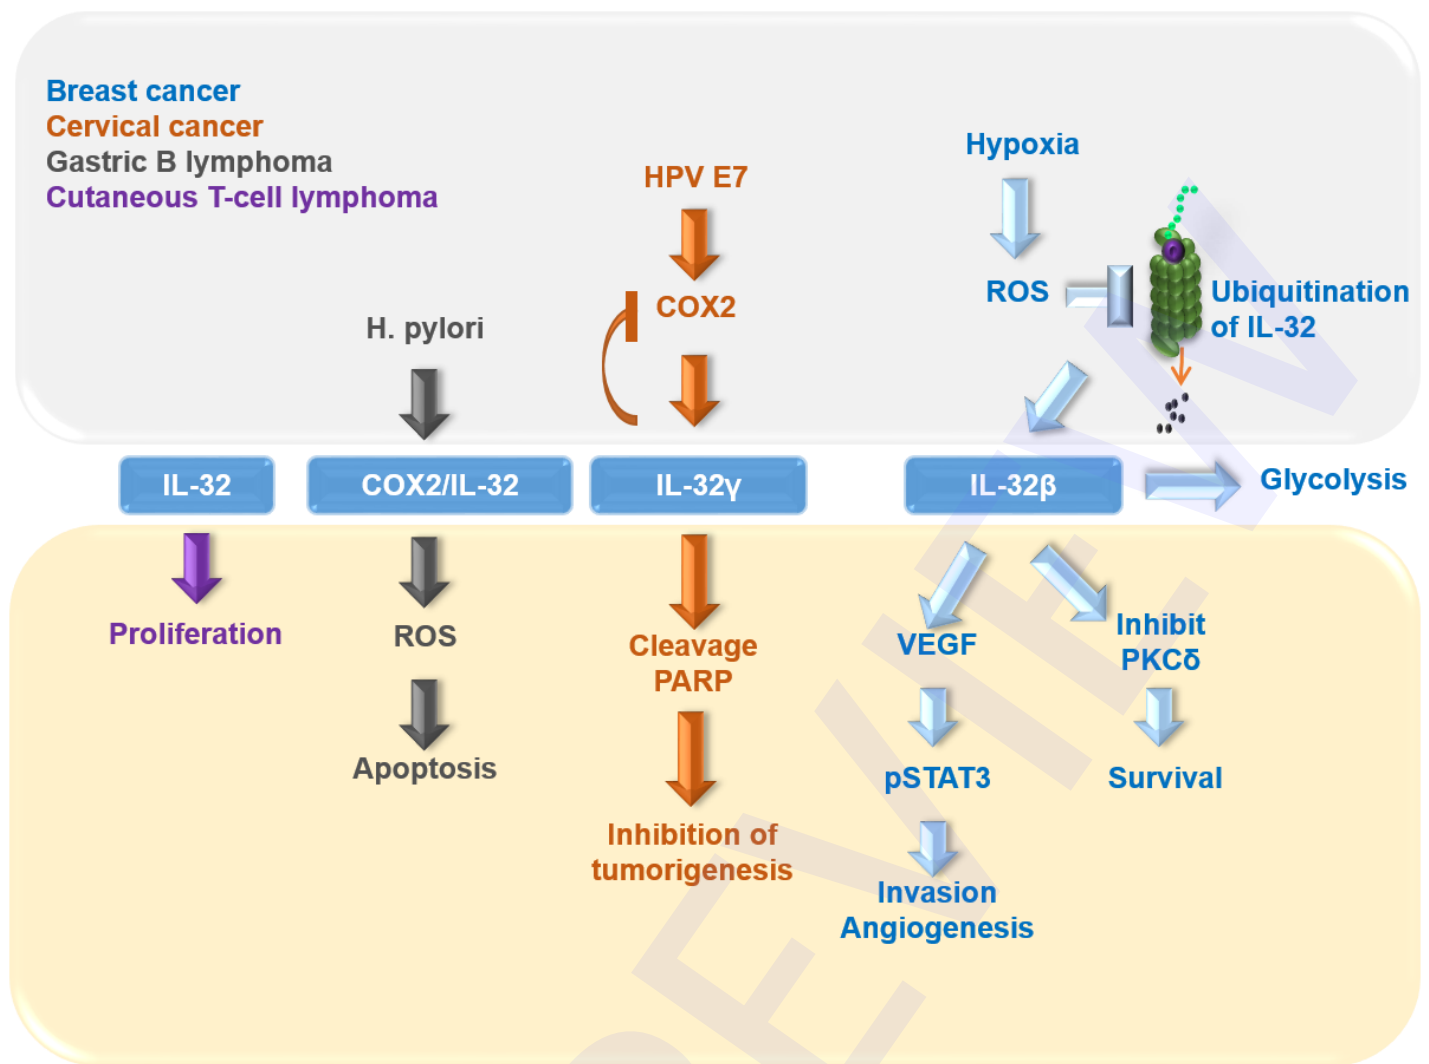 Breast cancer
Cervical cancer
Gastric B lymphoma
Cutaneous T-cell lymphoma
H. pylori
HPV E7
COX2
Hypoxia
ROS
Ubiquitination
of IL-32
IL-32
COX2/IL-32
IL-32γ
IL-32β
Glycolysis
Proliferation
ROS
Apoptosis
Cleavage
PARP
Inhibition of
tumorigenesis
VEGF
pSTAT3
Invasion
Angiogenesis
Inhibit
PKCδ
Survival